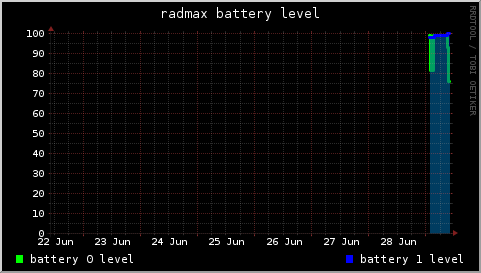 radmax battery level
RRDTOOL / TOBI OETIKER
100
90
80
70
60
50
40
30
20
10
0
22 Jun 23 Jun 24 Jun 25 Jun 26 Jun 27 Jun 28 Jun
battery 0 level battery 1 level